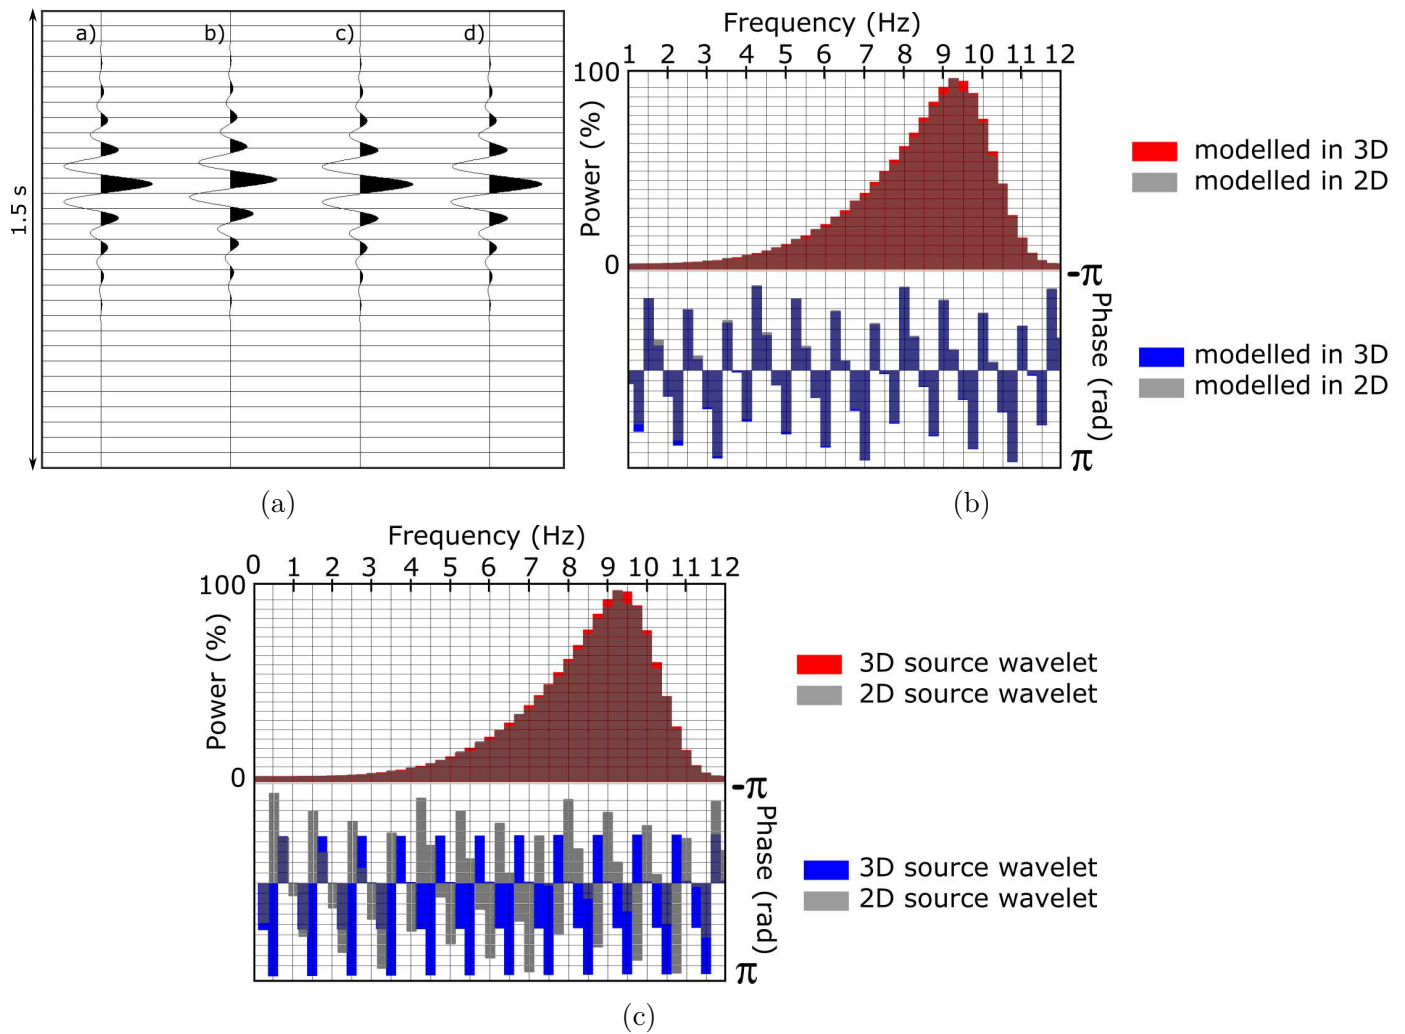 a) b) c) d)
1.5 s
(a)
Frequency (Hz)
1 2 3 4 5 6 7 8 9 10 11 12
100
Power (%)
0
-π
Phase (rad)
π
modelled in 3D
modelled in 2D
modelled in 3D
modelled in 2D
(b)
Frequency (Hz)
0 1 2 3 4 5 6 7 8 9 10 11 12
100
Power (%)
0
-π
Phase (rad)
π
3D source wavelet
2D source wavelet
3D source wavelet
2D source wavelet
(c)